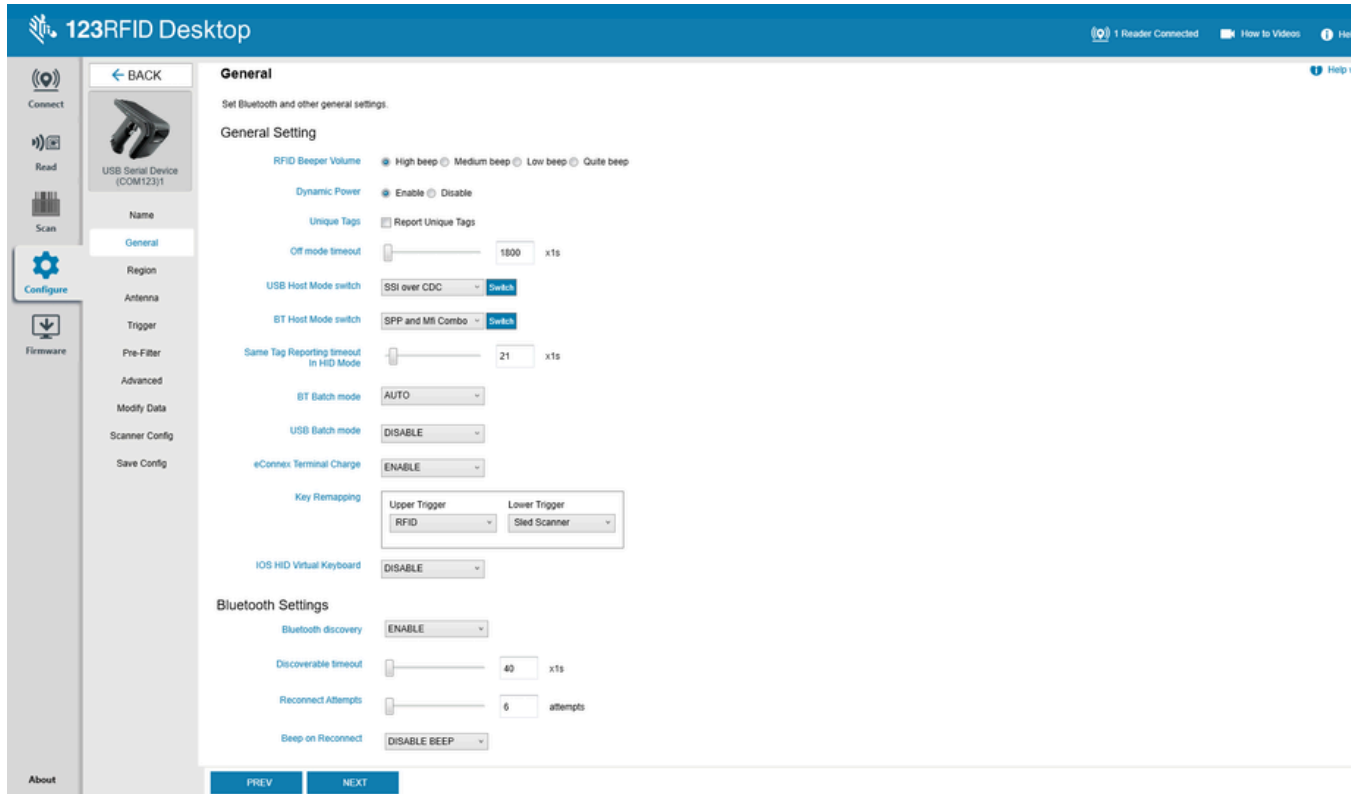 123RFID Desktop
1 Reader Connected
How to Videos
Connect
Read
Scan
Configure
Firmware
About
BACK
USB Serial Device
(COM123)1
Name
General
Region
Antenna
Trigger
Pre-Filter
Advanced
Modify Data
Scanner Config
Save Config
General
Help
Set Bluetooth and other general settings.
General Setting
RFID Beeper Volume High beep Medium beep Low beep Quite beep
Dynamic Power Enable Disable
Unique Tags Report Unique Tags
Off mode timeout 1800 x1s
USB Host Mode switch SSI over CDC Switch
BT Host Mode switch SPP and Mfi Combo Switch
Same Tag Reporting timeout
In HID Mode 21 x1s
BT Batch mode AUTO
USB Batch mode DISABLE
eConnex Terminal Charge ENABLE
Key Remapping
Upper Trigger Lower Trigger
RFID Sled Scanner
IOS HID Virtual Keyboard DISABLE
Bluetooth Settings
Bluetooth discovery ENABLE
Discoverable timeout 40 x1s
Reconnect Attempts 6 attempts
Beep on Reconnect DISABLE BEEP
PREV NEXT